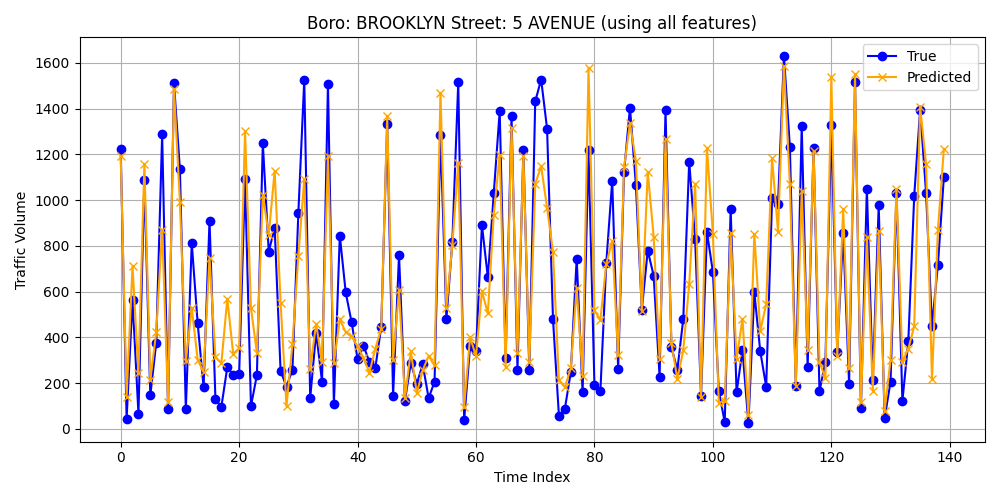 Boro: BROOKLYN Street: 5 AVENUE (using all features)
True
Predicted
Traffic Volume
1600
1400
1200
1000
800
600
400
200
0
0 20 40 60 80 100 120 140
Time Index